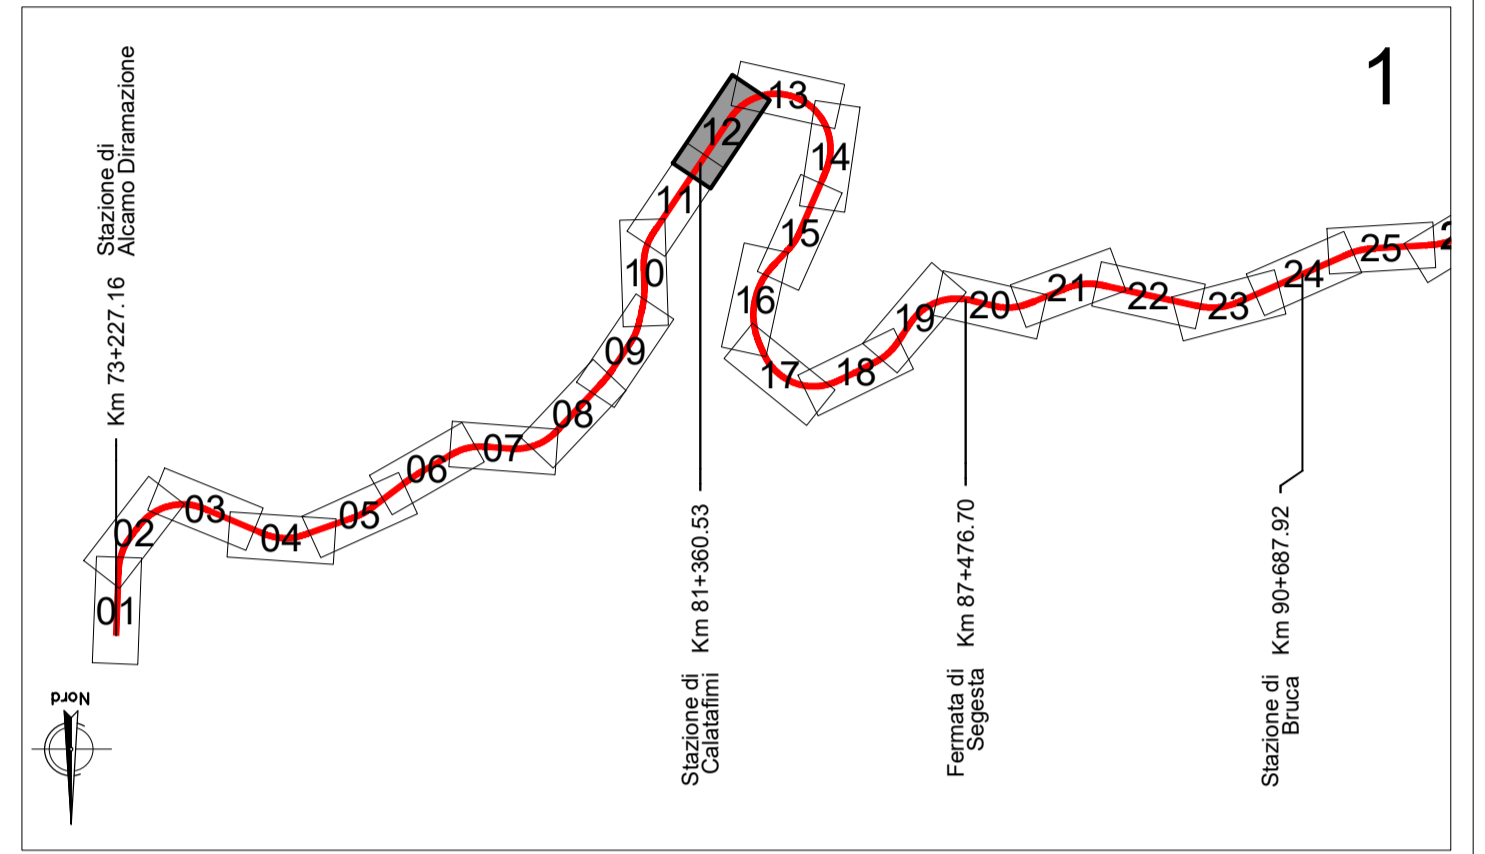 1
Stazione di
Alcamo Diramazione
Km 73+227.16
01
02
03
04
05
06
07
08
09
10
11
12
13
14
15
16
17
18
19
20
21
22
23
24
25
Stazione di
Calatafimi
Km 81+360.53
Fermata di
Segesta
Km 87+476.70
Stazione di
Bruca
Km 90+687.92
Nord